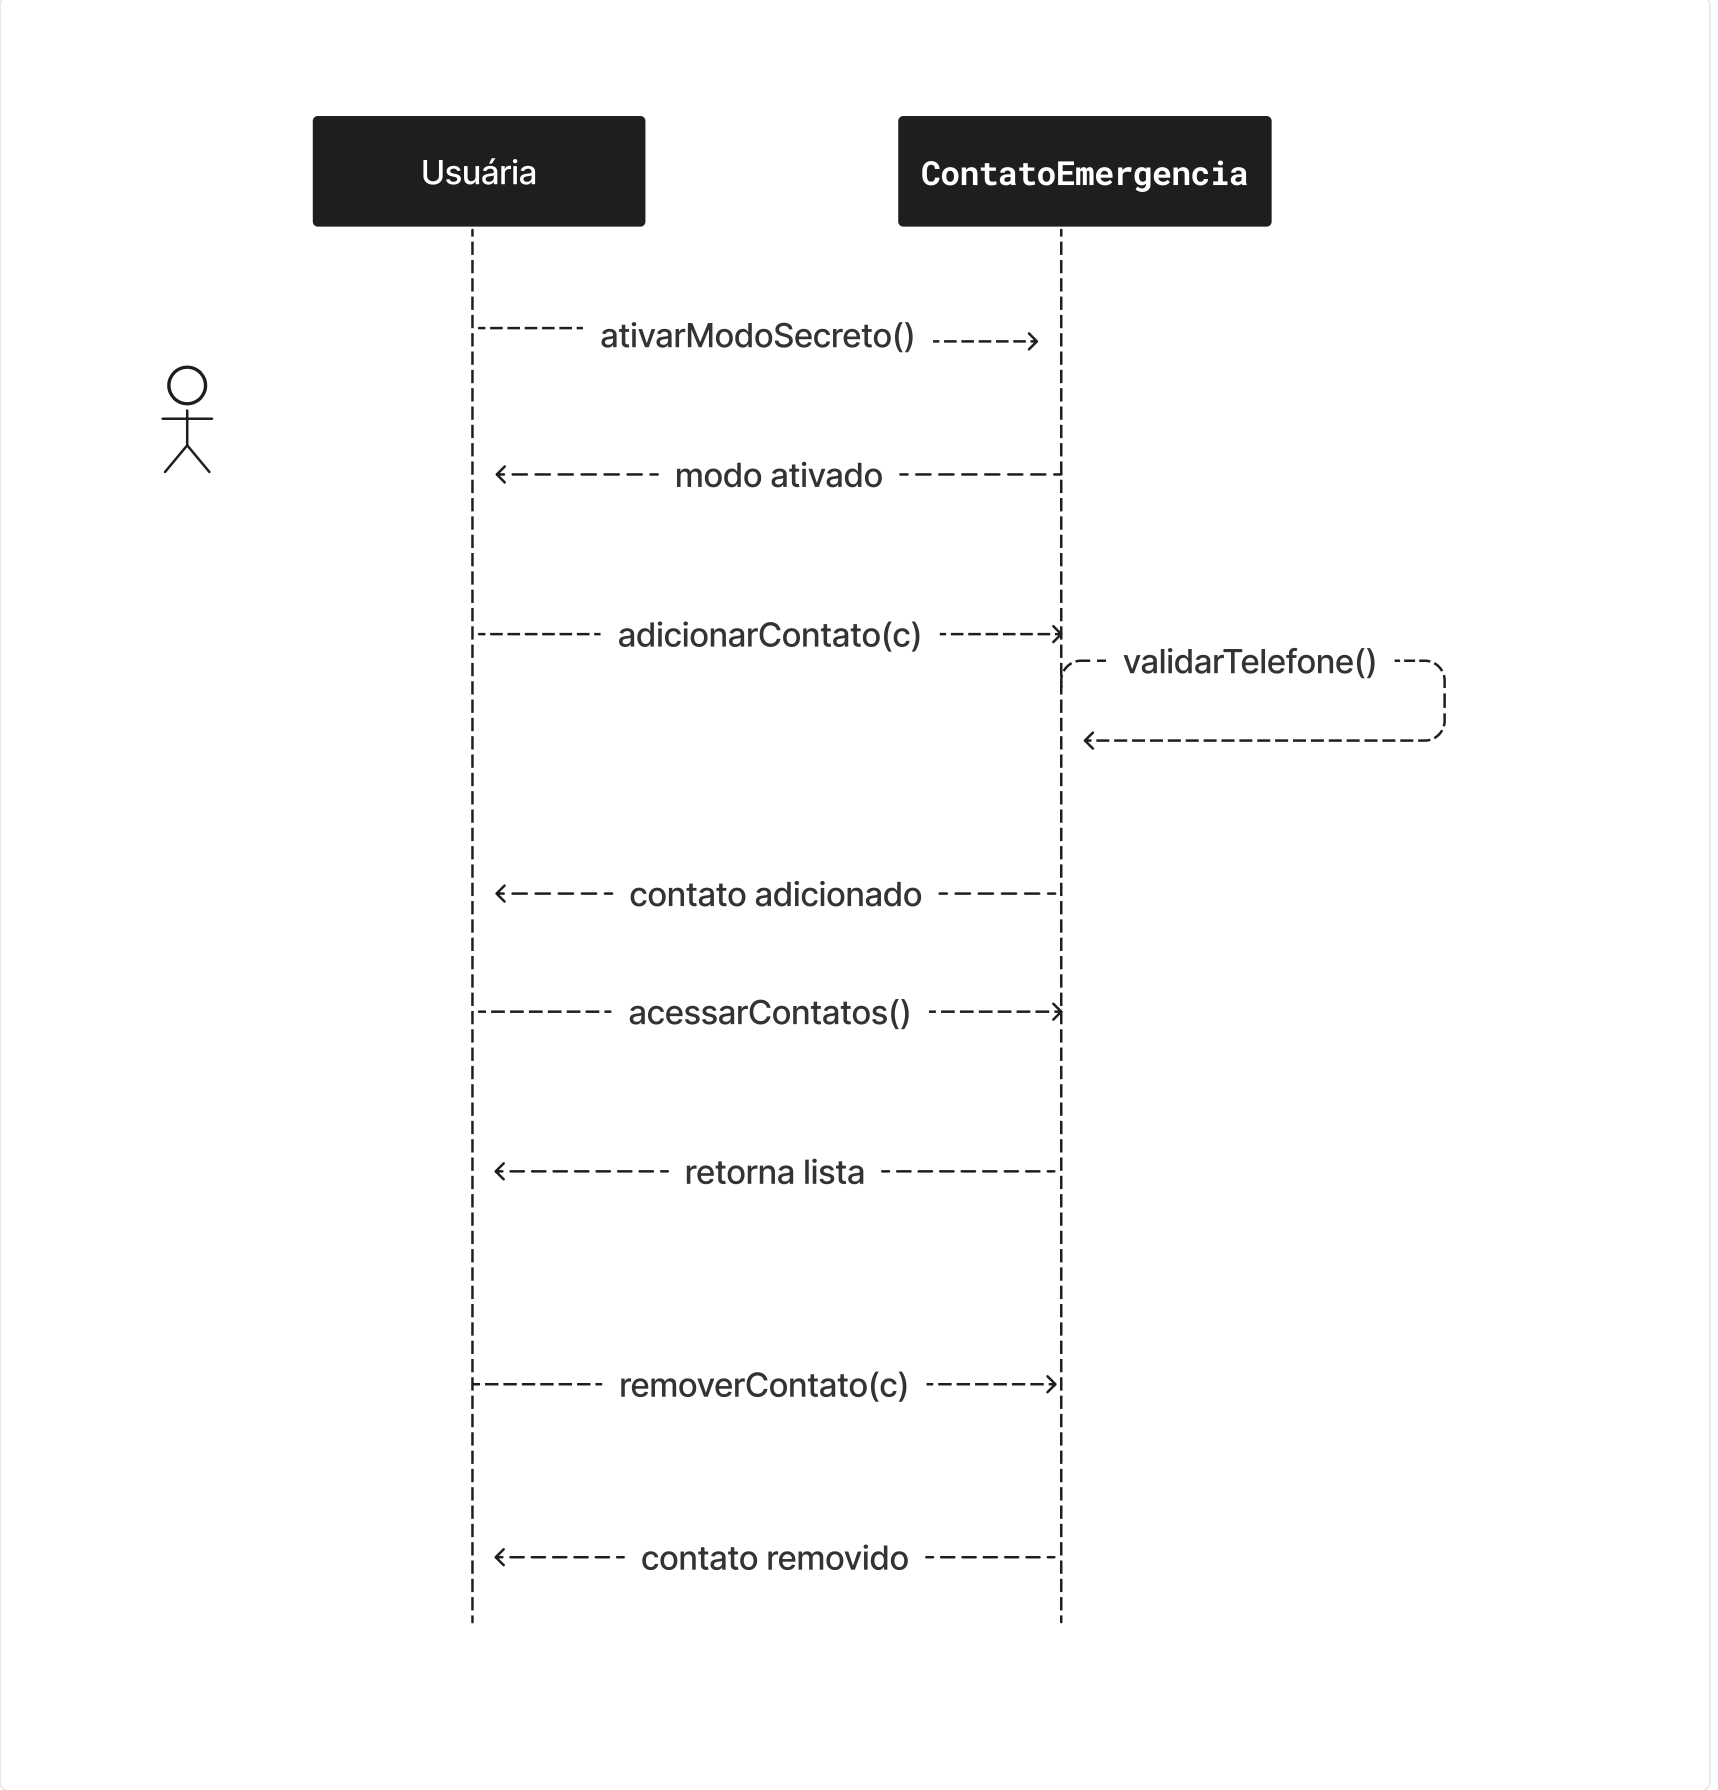 Usuária
ContatoEmergencia
ativarModoSecreto()
modo ativado
adicionarContato(c)
validarTelefone()
contato adicionado
acessarContatos()
retorna lista
removerContato(c)
contato removido